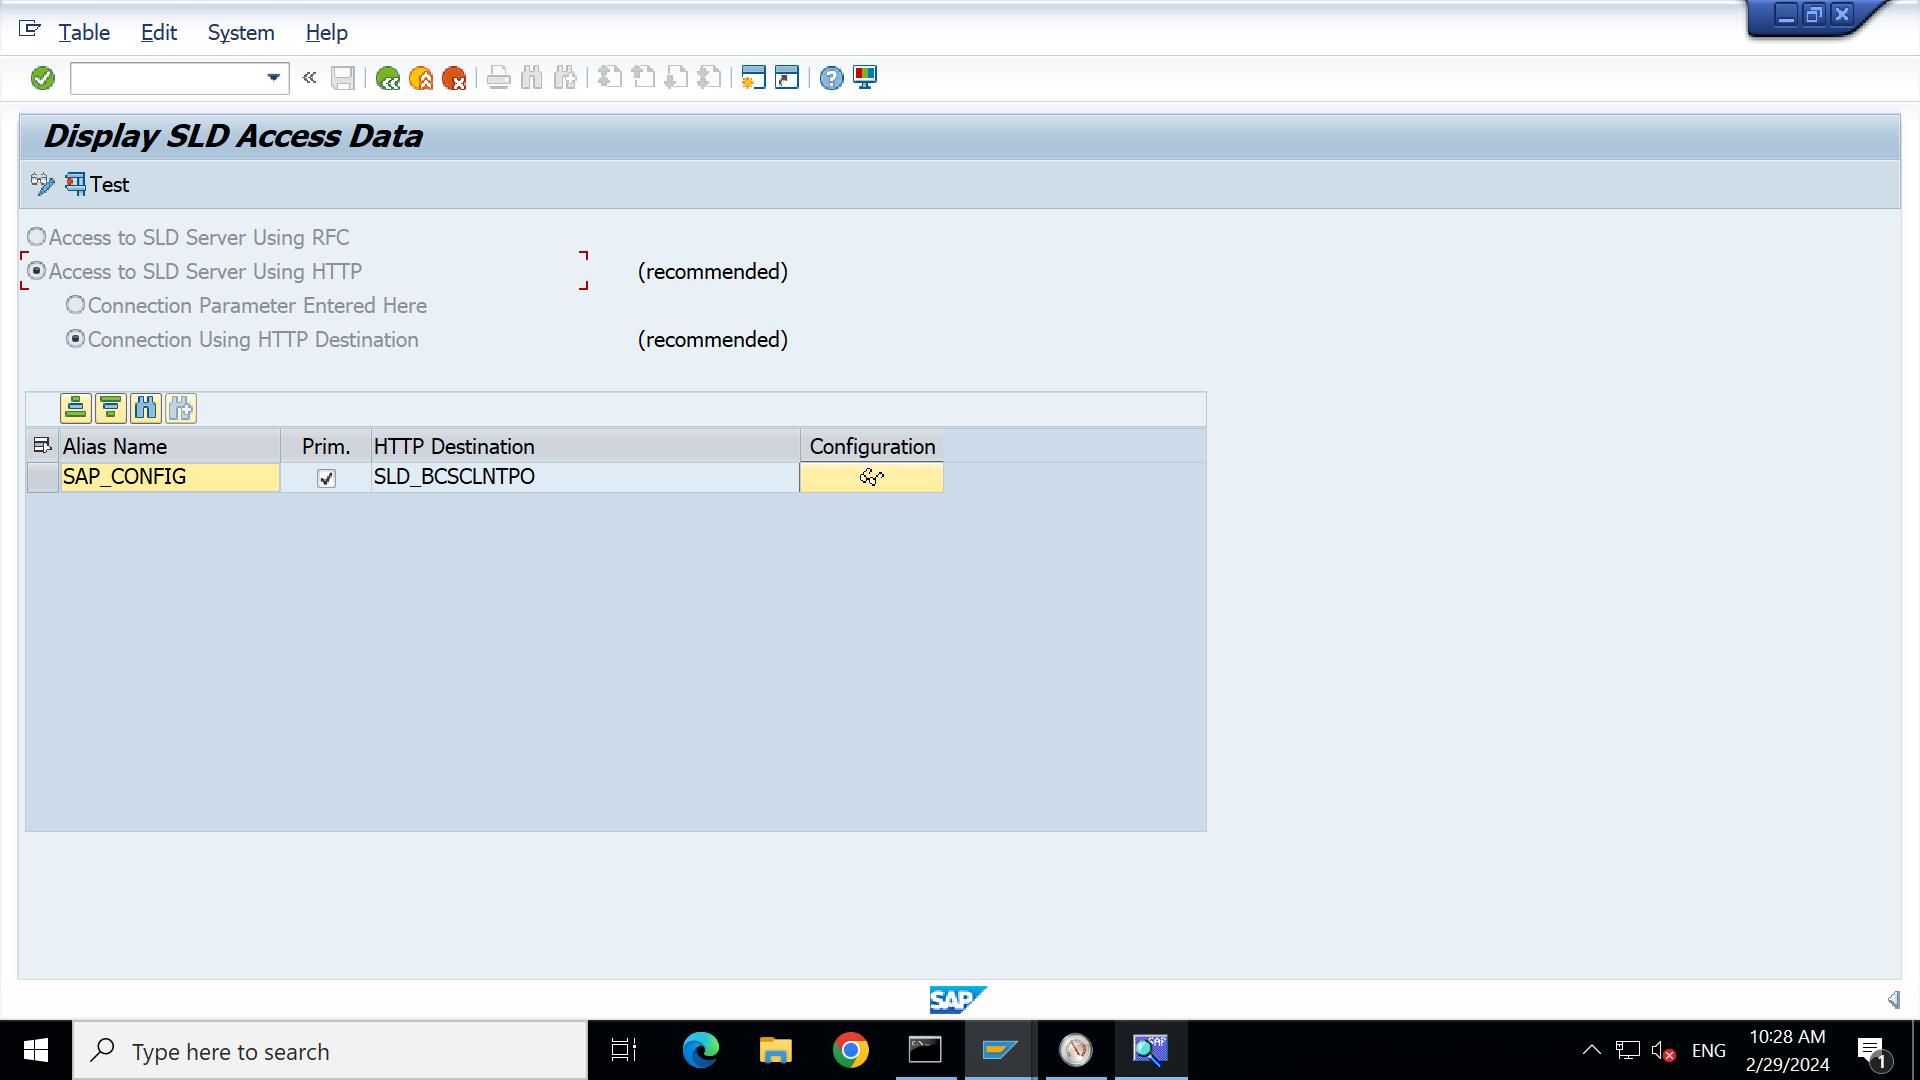 Table Edit System Help
Display SLD Access Data
Test
Access to SLD Server Using RFC
Access to SLD Server Using HTTP (recommended)
Connection Parameter Entered Here
Connection Using HTTP Destination (recommended)
Alias Name Prim. HTTP Destination Configuration
SAP_CONFIG SLD_BCSCLNTPO
SAP
Type here to search
ENG
10:28 AM
2/29/2024
1